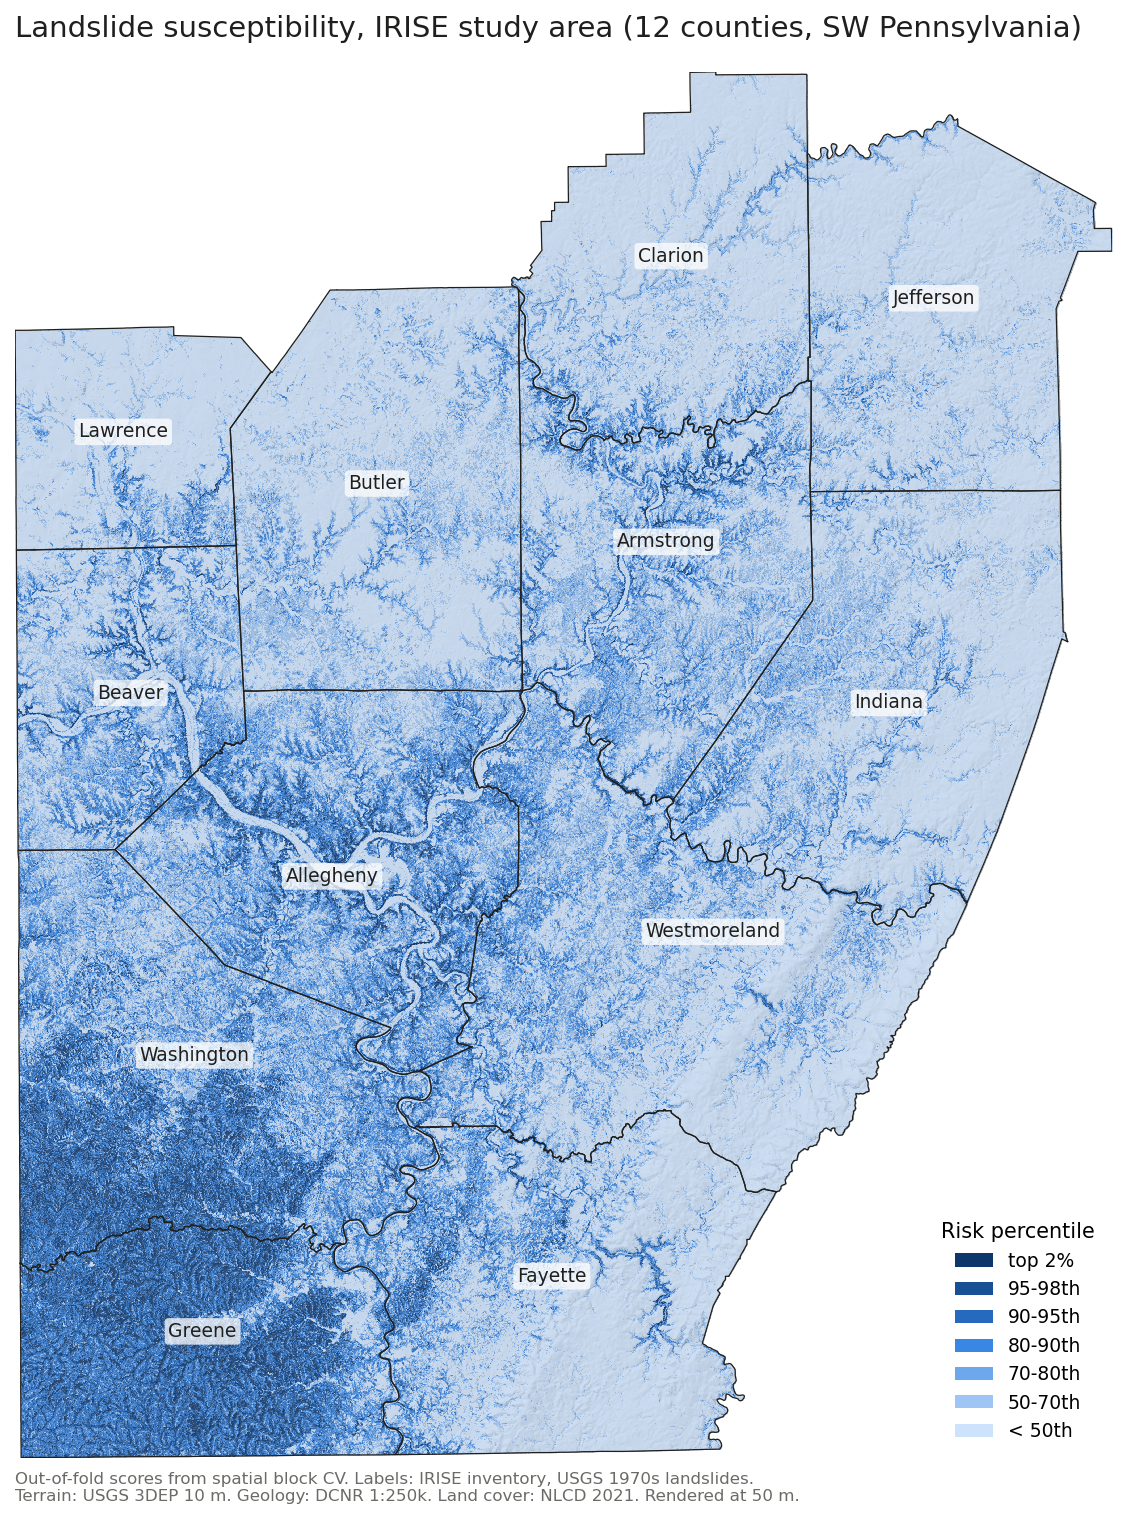 Landslide susceptibility, IRISE study area (12 counties, SW Pennsylvania)
Clarion
Jefferson
Lawrence
Butler
Armstrong
Beaver
Indiana
Allegheny
Westmoreland
Washington
Fayette
Greene
Risk percentile
top 2%
95-98th
90-95th
80-90th
70-80th
50-70th
< 50th
Out-of-fold scores from spatial block CV. Labels: IRISE inventory, USGS 1970s landslides.
Terrain: USGS 3DEP 10 m. Geology: DCNR 1:250k. Land cover: NLCD 2021. Rendered at 50 m.